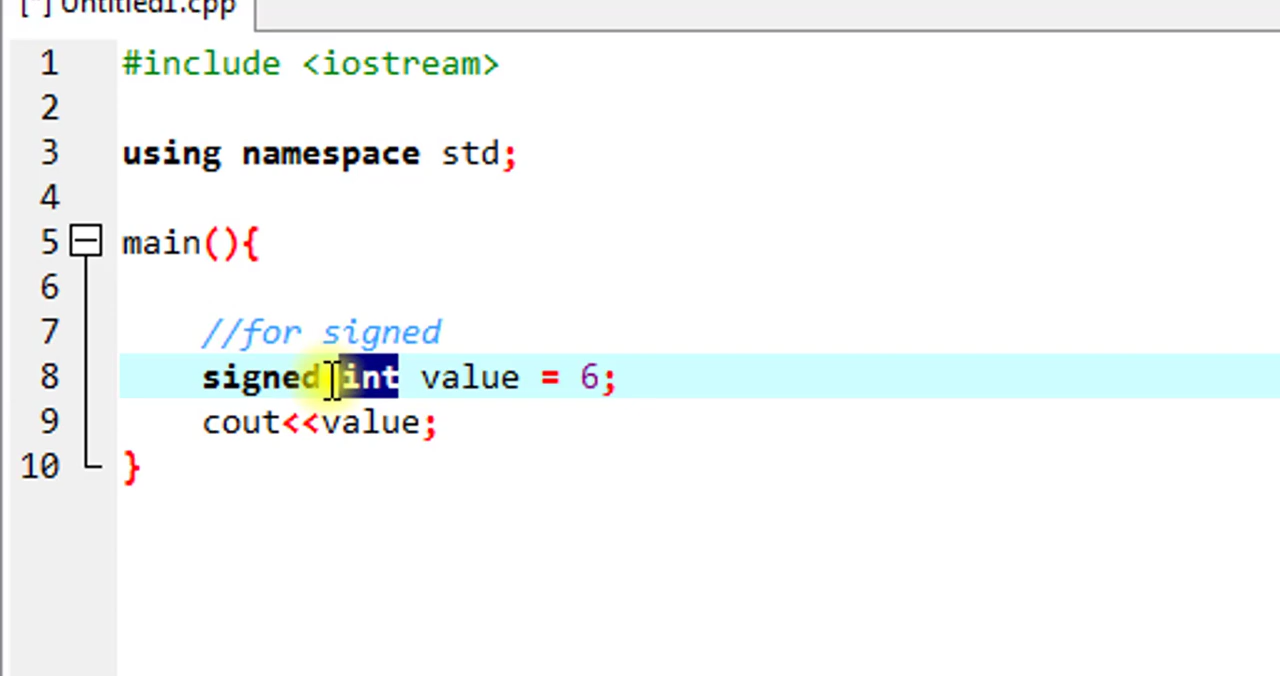 [*] Untitled1.cpp
1 #include <iostream>
2
3 using namespace std;
4
5 main(){
6
7 //for signed
8 signed int value = 6;
9 cout<<value;
10 }